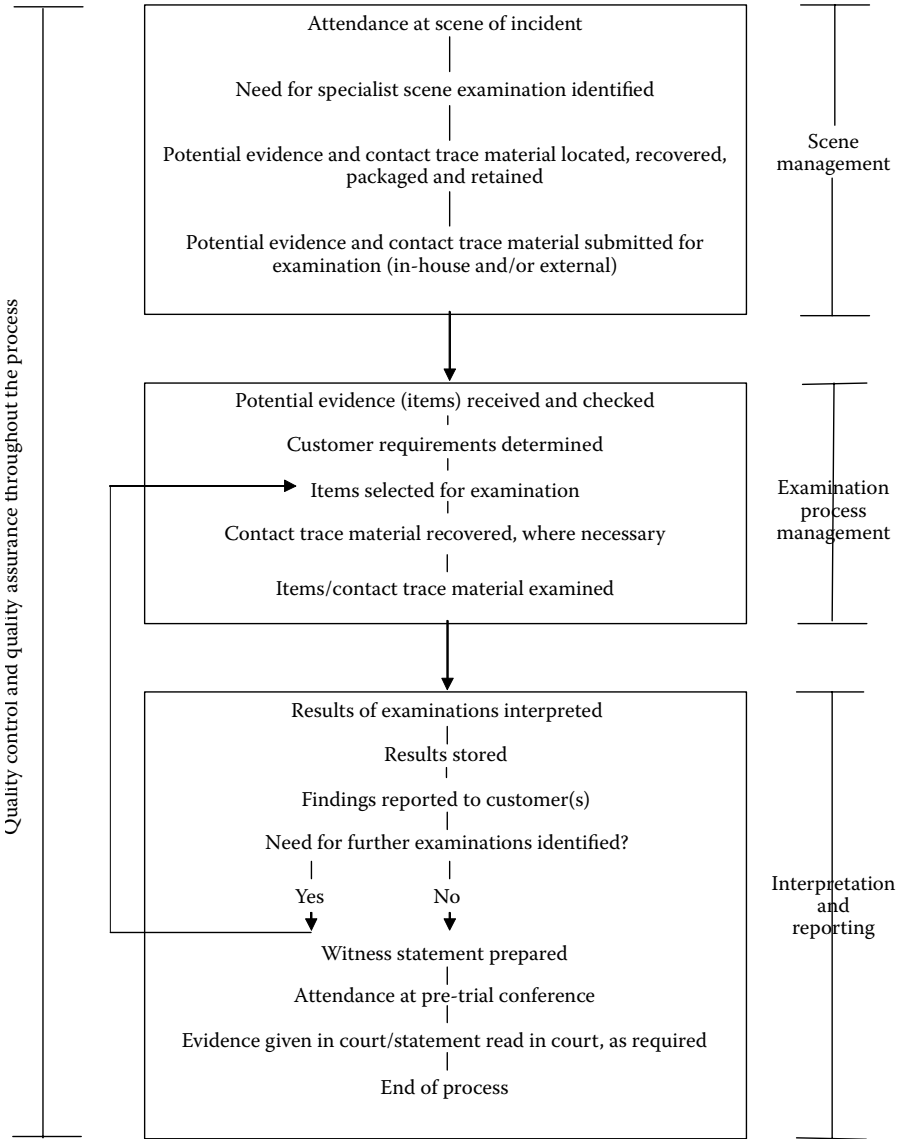 Quality control and quality assurance throughout the process
Attendance at scene of incident
Need for specialist scene examination identified
Potential evidence and contact trace material located, recovered,
packaged and retained
Potential evidence and contact trace material submitted for
examination (in-house and/or external)
Scene
management
Potential evidence (items) received and checked
Customer requirements determined
Items selected for examination
Contact trace material recovered, where necessary
Items/contact trace material examined
Examination
process
management
Results of examinations interpreted
Results stored
Findings reported to customer(s)
Need for further examinations identified?
Yes
No
Witness statement prepared
Attendance at pre-trial conference
Evidence given in court/statement read in court, as required
End of process
Interpretation
and
reporting